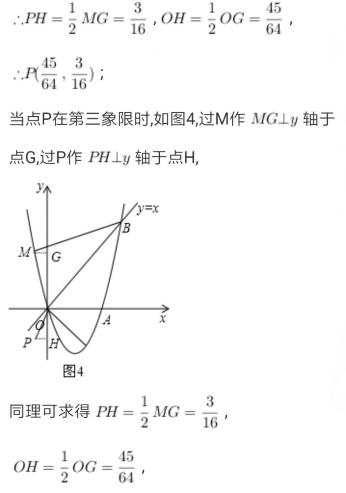 ∴PH = 1/2 MG = 3/16 , OH = 1/2 OG = 45/64 ,
∴P(45/64 , 3/16) ;
当点P在第三象限时,如图4,过M作 MG⊥y 轴于
点G,过P作 PH⊥y 轴于点H,
y
y=x
B
M
G
O
A
x
P
H
图4
同理可求得 PH = 1/2 MG = 3/16 ,
OH = 1/2 OG = 45/64 ,